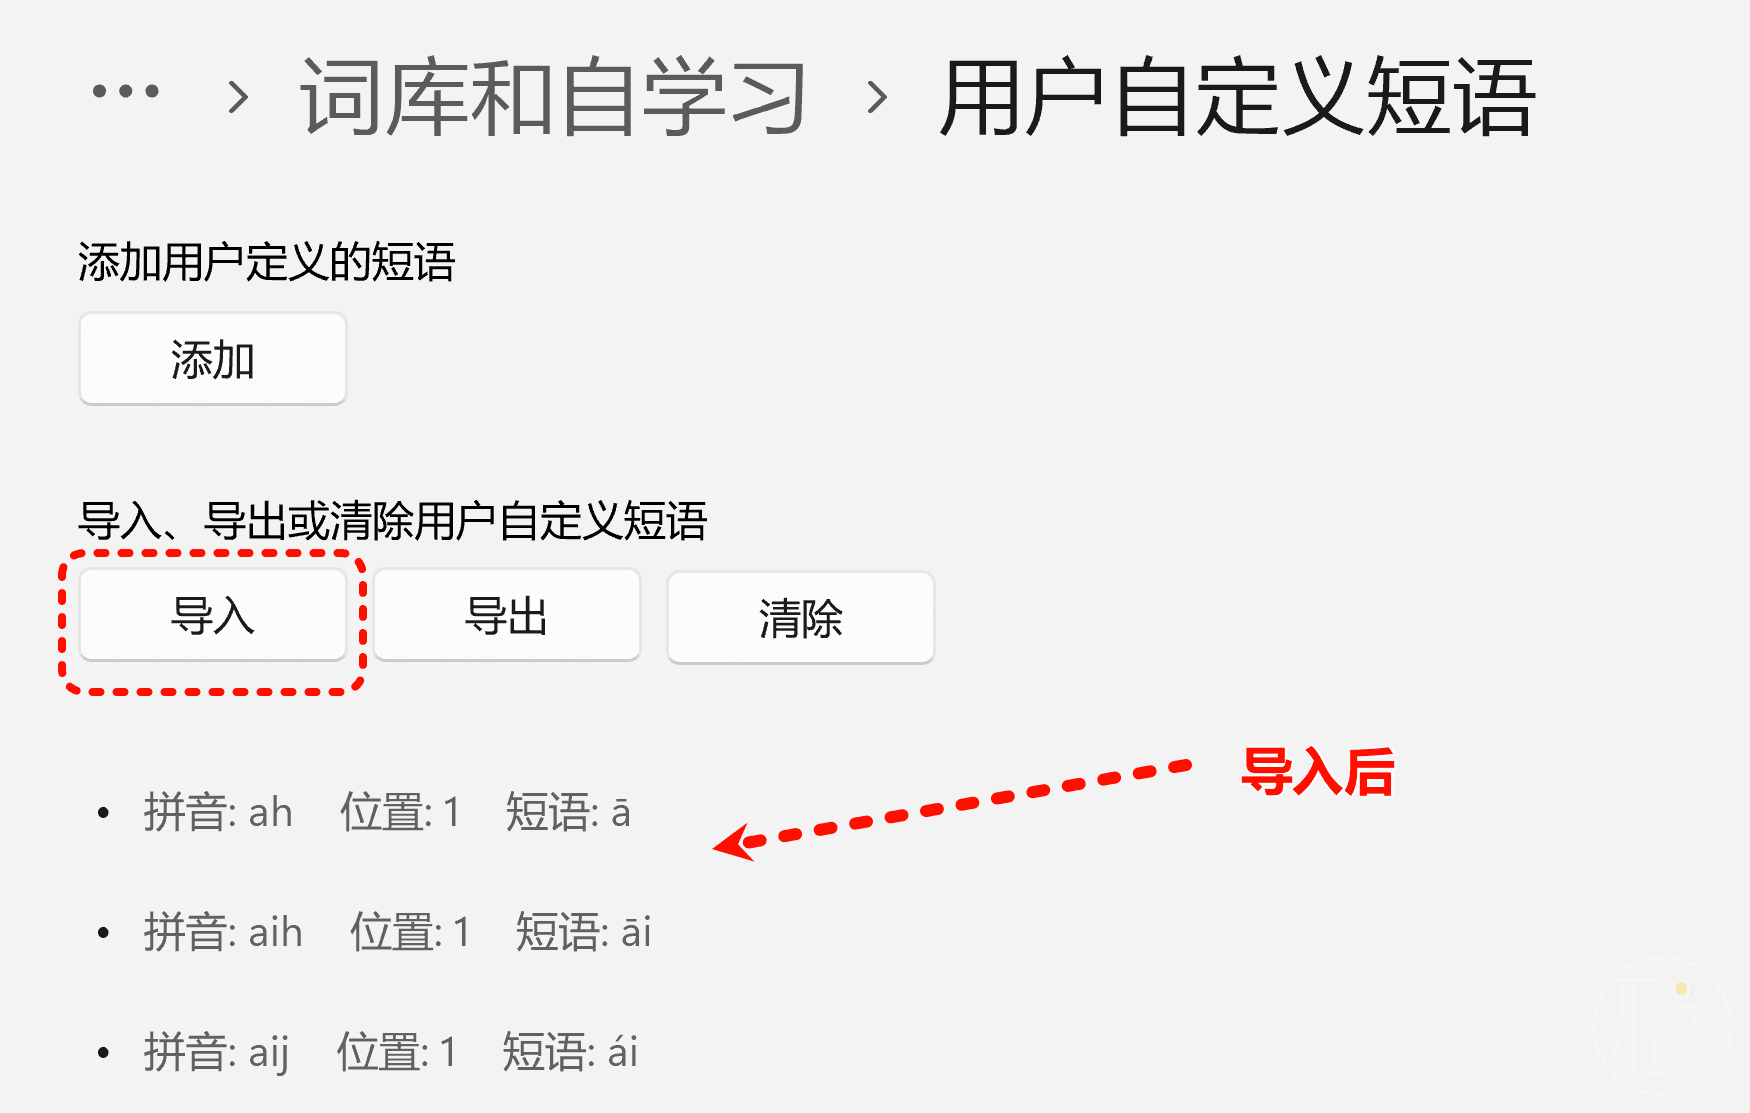 ··· > 词库和自学习 > 用户自定义短语
添加用户定义的短语
添加
导入、导出或清除用户自定义短语
导入 导出 清除
导入后
• 拼音: ah 位置: 1 短语: ā
• 拼音: aih 位置: 1 短语: āi
• 拼音: aij 位置: 1 短语: ái